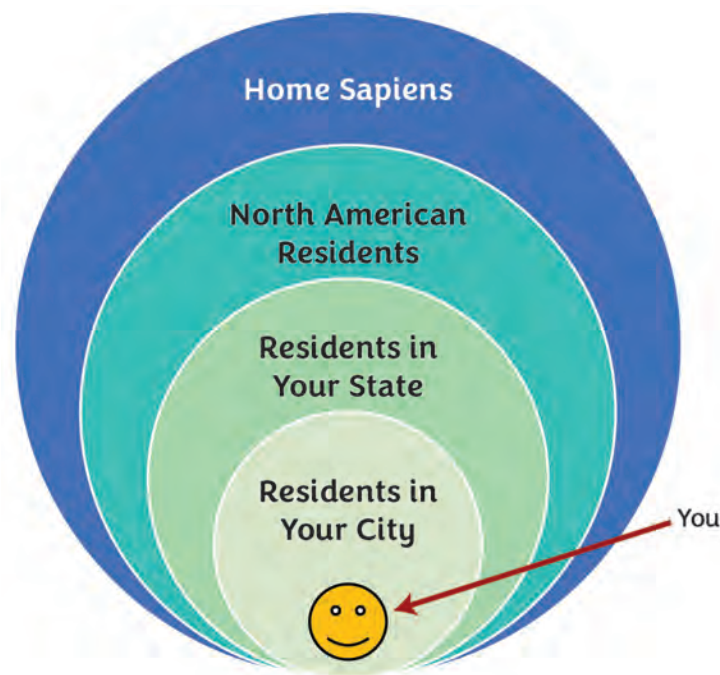 Home Sapiens
North American
Residents
Residents in
Your State
Residents in
Your City
You